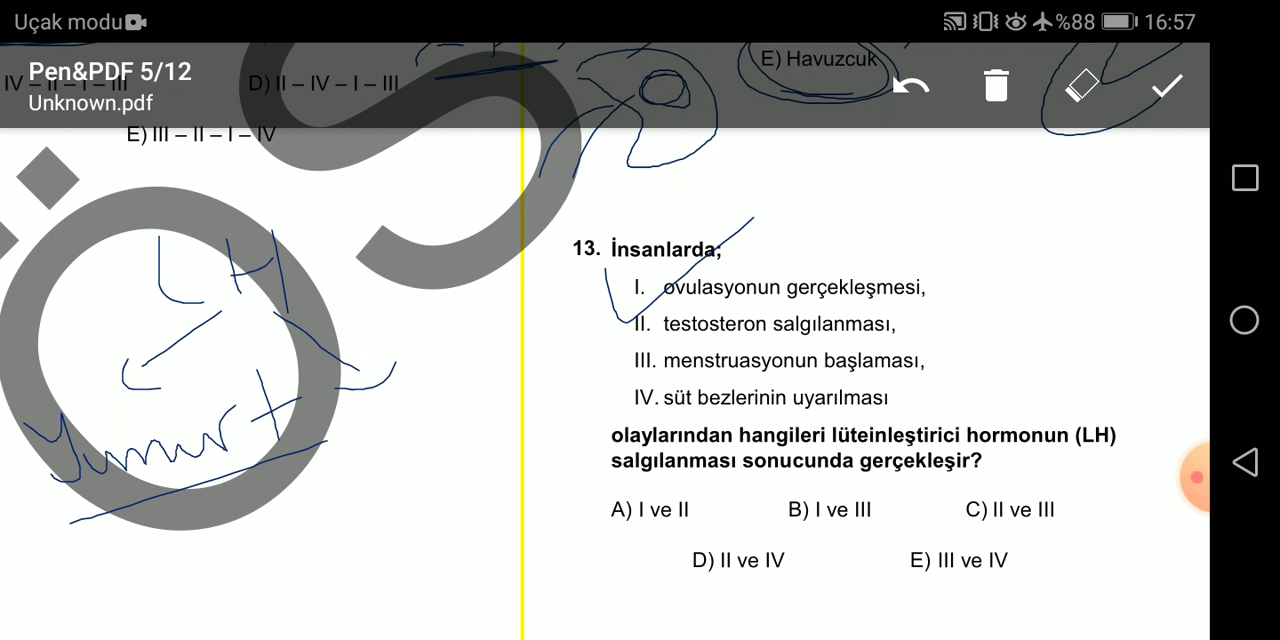 Uçak modu %88 16:57
Pen&PDF 5/12
Unknown.pdf
IV – II – I – III D) II – IV – I – III
E) III – II – I – IV
E) Havuzcuk
LH
Yumurt
13. İnsanlarda;
I. ovulasyonun gerçekleşmesi,
II. testosteron salgılanması,
III. menstruasyonun başlaması,
IV. süt bezlerinin uyarılması
olaylarından hangileri lüteinleştirici hormonun (LH)
salgılanması sonucunda gerçekleşir?
A) I ve II B) I ve III C) II ve III
D) II ve IV E) III ve IV